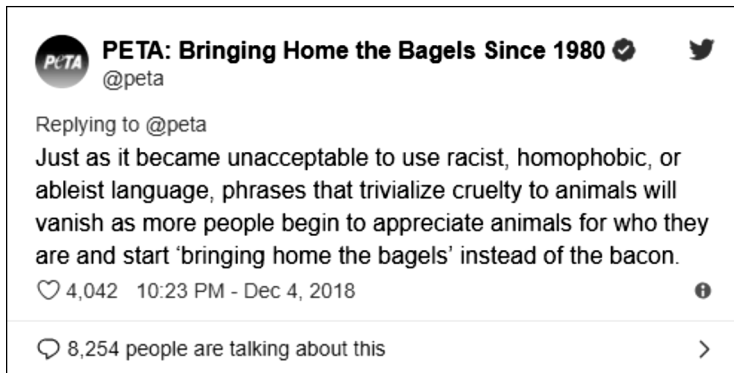 PETA
PETA: Bringing Home the Bagels Since 1980
@peta
Replying to @peta
Just as it became unacceptable to use racist, homophobic, or
ableist language, phrases that trivialize cruelty to animals will
vanish as more people begin to appreciate animals for who they
are and start ‘bringing home the bagels’ instead of the bacon.
4,042 10:23 PM - Dec 4, 2018
8,254 people are talking about this